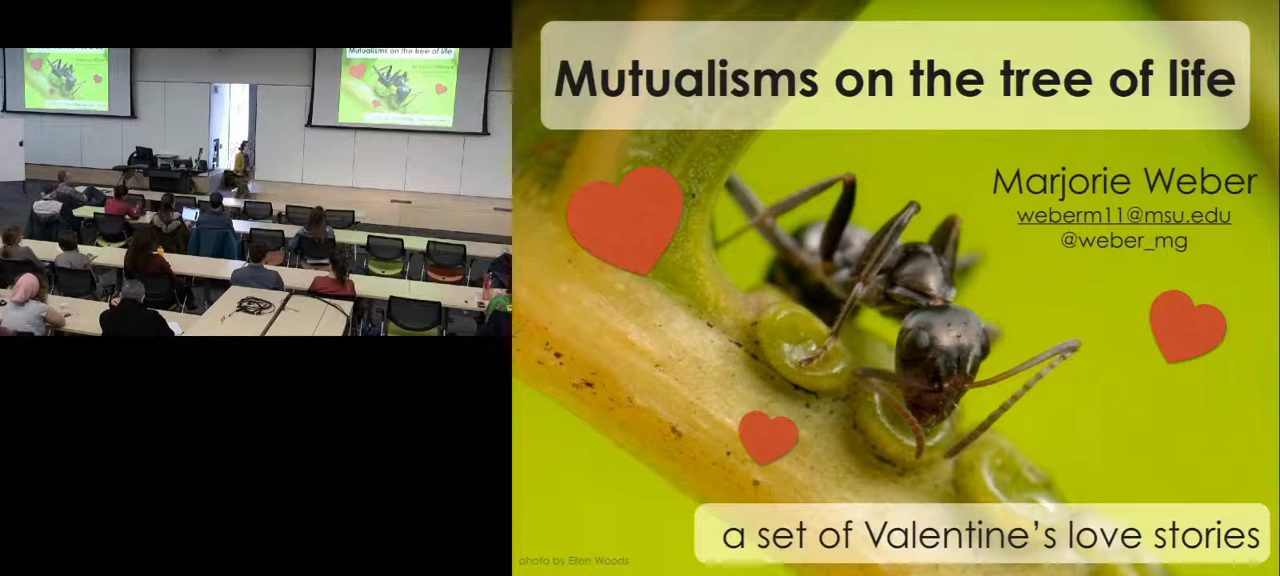 Mutualisms on the tree of life
Mutualisms on the tree of life
Marjorie Weber
weberm11@msu.edu
@weber_mg
a set of Valentine's love stories
photo by Ellen Woods